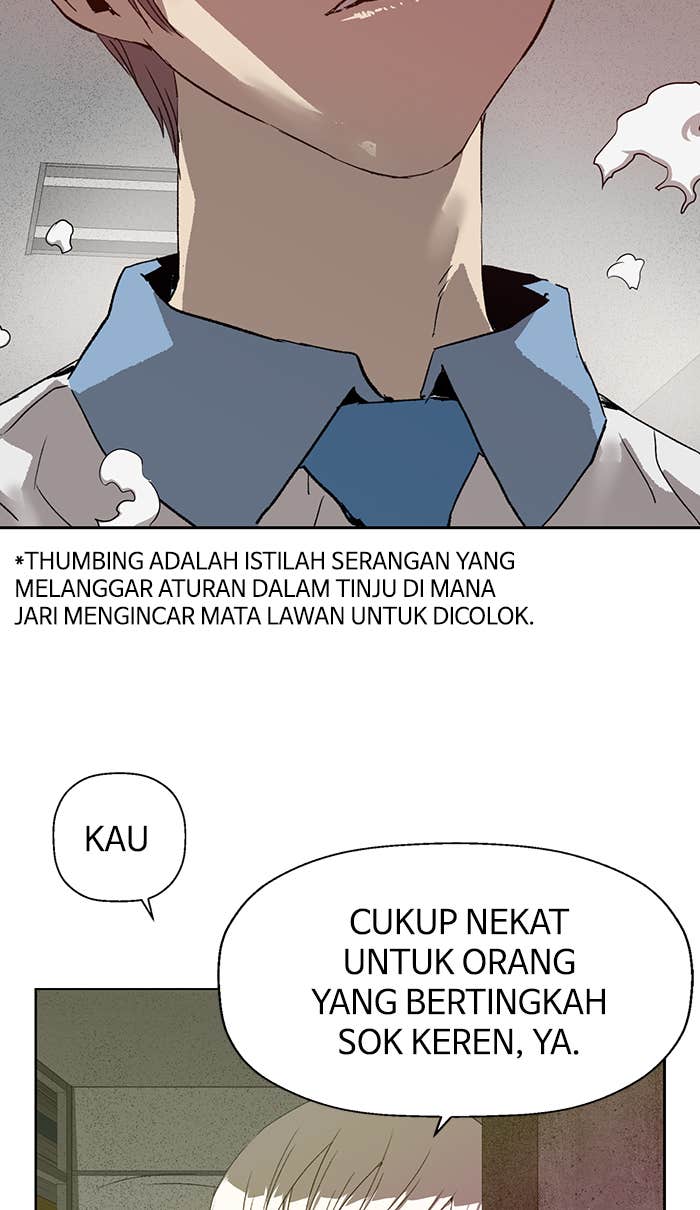 *THUMBING ADALAH ISTILAH SERANGAN YANG
MELANGGAR ATURAN DALAM TINJU DI MANA
JARI MENGINCAR MATA LAWAN UNTUK DICOLOK.
KAU
CUKUP NEKAT
UNTUK ORANG
YANG BERTINGKAH
SOK KEREN, YA.